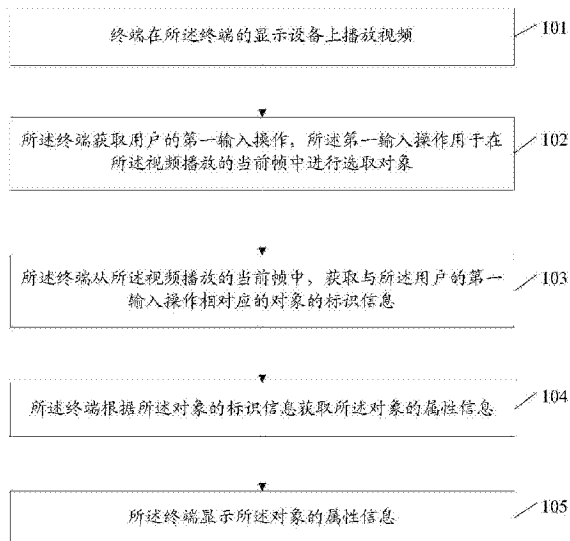 终端在所述终端的显示设备上播放视频
101
所述终端获取用户的第一输入操作，所述第一输入操作用于在
所述视频播放的当前帧中进行选取对象
102
所述终端从所述视频播放的当前帧中，获取与所述用户的第一
输入操作相对应的对象的标识信息
103
所述终端根据所述对象的标识信息获取所述对象的属性信息
104
所述终端显示所述对象的属性信息
105